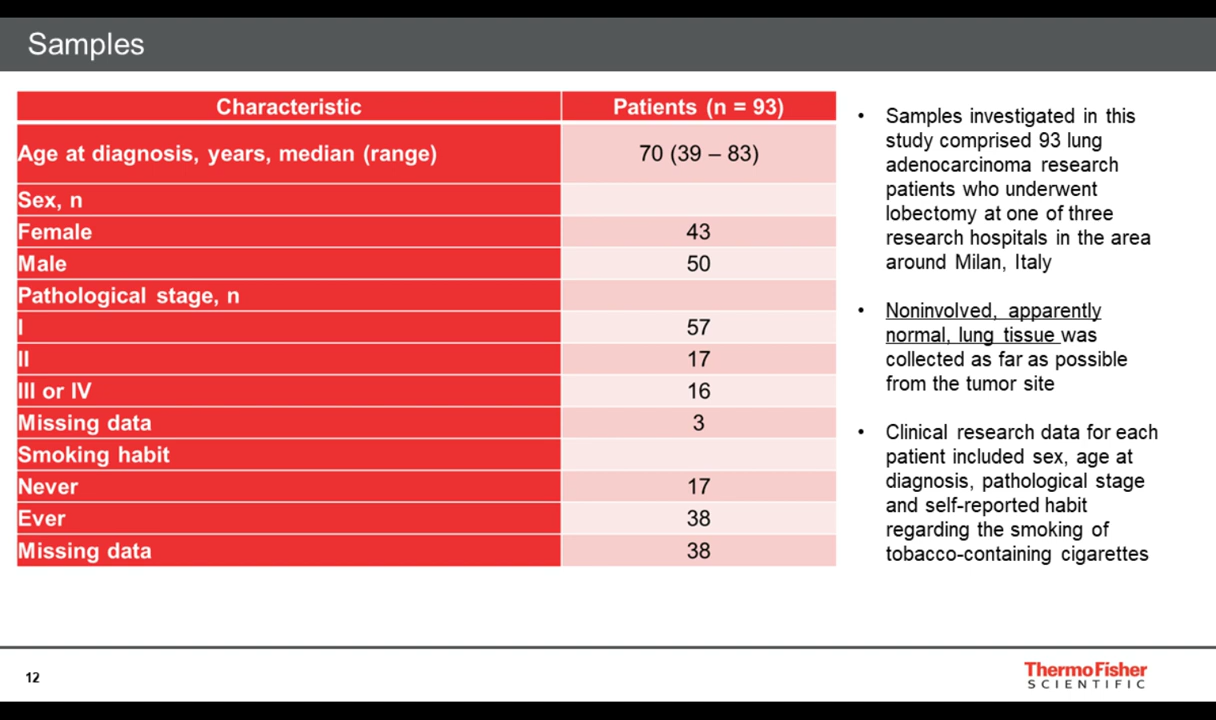 Samples
Characteristic Patients (n = 93)
Age at diagnosis, years, median (range) 70 (39 – 83)
Sex, n
Female 43
Male 50
Pathological stage, n
I 57
II 17
III or IV 16
Missing data 3
Smoking habit
Never 17
Ever 38
Missing data 38
• Samples investigated in this
study comprised 93 lung
adenocarcinoma research
patients who underwent
lobectomy at one of three
research hospitals in the area
around Milan, Italy
• Noninvolved, apparently
normal, lung tissue was
collected as far as possible
from the tumor site
• Clinical research data for each
patient included sex, age at
diagnosis, pathological stage
and self-reported habit
regarding the smoking of
tobacco-containing cigarettes
12
ThermoFisher
SCIENTIFIC